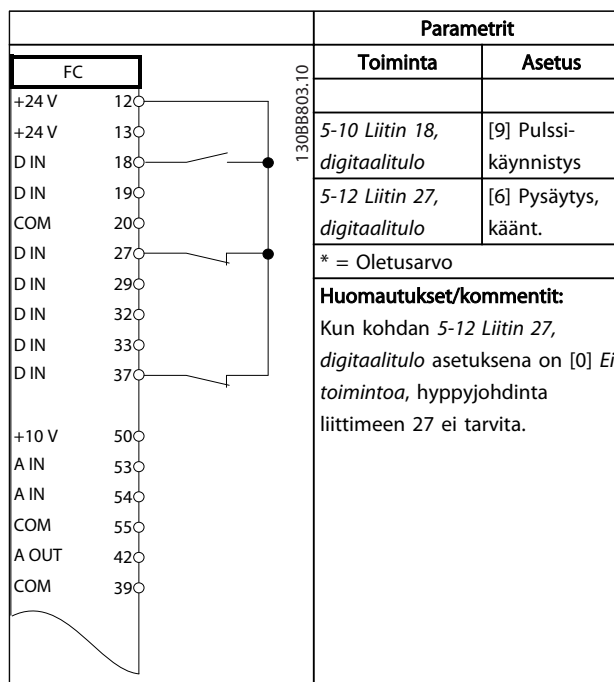 FC
+24 V 12
+24 V 13
D IN 18
D IN 19
COM 20
D IN 27
D IN 29
D IN 32
D IN 33
D IN 37
+10 V 50
A IN 53
A IN 54
COM 55
A OUT 42
COM 39
130BB803.10
Parametrit
Toiminta Asetus
5-10 Liitin 18, [9] Pulssi-
digitaalitulo käynnistys
5-12 Liitin 27, [6] Pysäytys,
digitaalitulo käänt.
* = Oletusarvo
Huomautukset/kommentit:
Kun kohdan 5-12 Liitin 27,
digitaalitulo asetuksena on [0] Ei
toimintoa, hyppyjohdinta
liittimeen 27 ei tarvita.